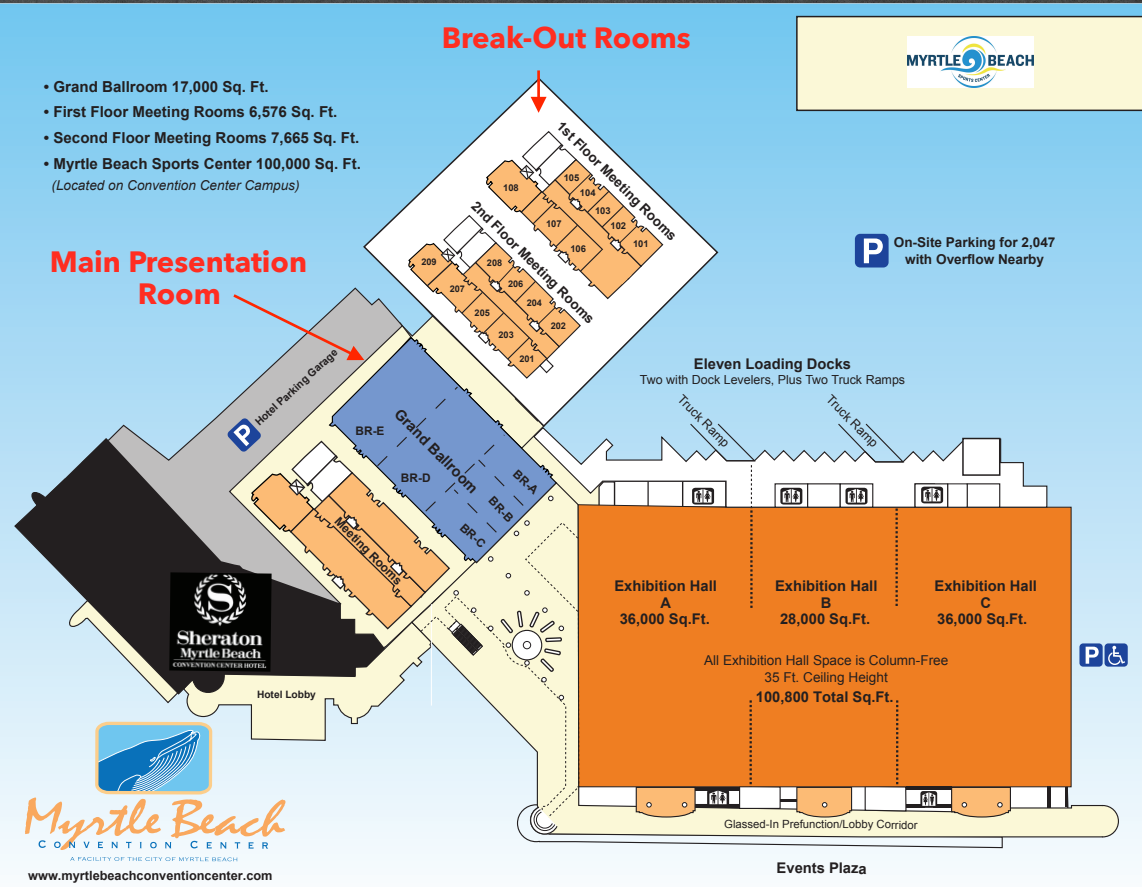 Break-Out Rooms
MYRTLE BEACH
SPORTS CENTER
• Grand Ballroom 17,000 Sq. Ft.
• First Floor Meeting Rooms 6,576 Sq. Ft.
• Second Floor Meeting Rooms 7,665 Sq. Ft.
• Myrtle Beach Sports Center 100,000 Sq. Ft.
(Located on Convention Center Campus)
1st Floor Meeting Rooms
105
104
103
102
101
108
107
106
2nd Floor Meeting Rooms
209
208
207
206
205
204
203
202
201
P
On-Site Parking for 2,047
with Overflow Nearby
Main Presentation
Room
Hotel Parking Garage
P
Eleven Loading Docks
Two with Dock Levelers, Plus Two Truck Ramps
Truck Ramp
Truck Ramp
Grand Ballroom
BR-E
BR-D
BR-A
BR-B
BR-C
Meeting Rooms
Exhibition Hall
A
36,000 Sq.Ft.
Exhibition Hall
B
28,000 Sq.Ft.
Exhibition Hall
C
36,000 Sq.Ft.
All Exhibition Hall Space is Column-Free
35 Ft. Ceiling Height
100,800 Total Sq.Ft.
P
S
Sheraton
Myrtle Beach
CONVENTION CENTER HOTEL
Hotel Lobby
Myrtle Beach
CONVENTION CENTER
A FACILITY OF THE CITY OF MYRTLE BEACH
www.myrtlebeachconventioncenter.com
Glassed-In Prefunction/Lobby Corridor
Events Plaza